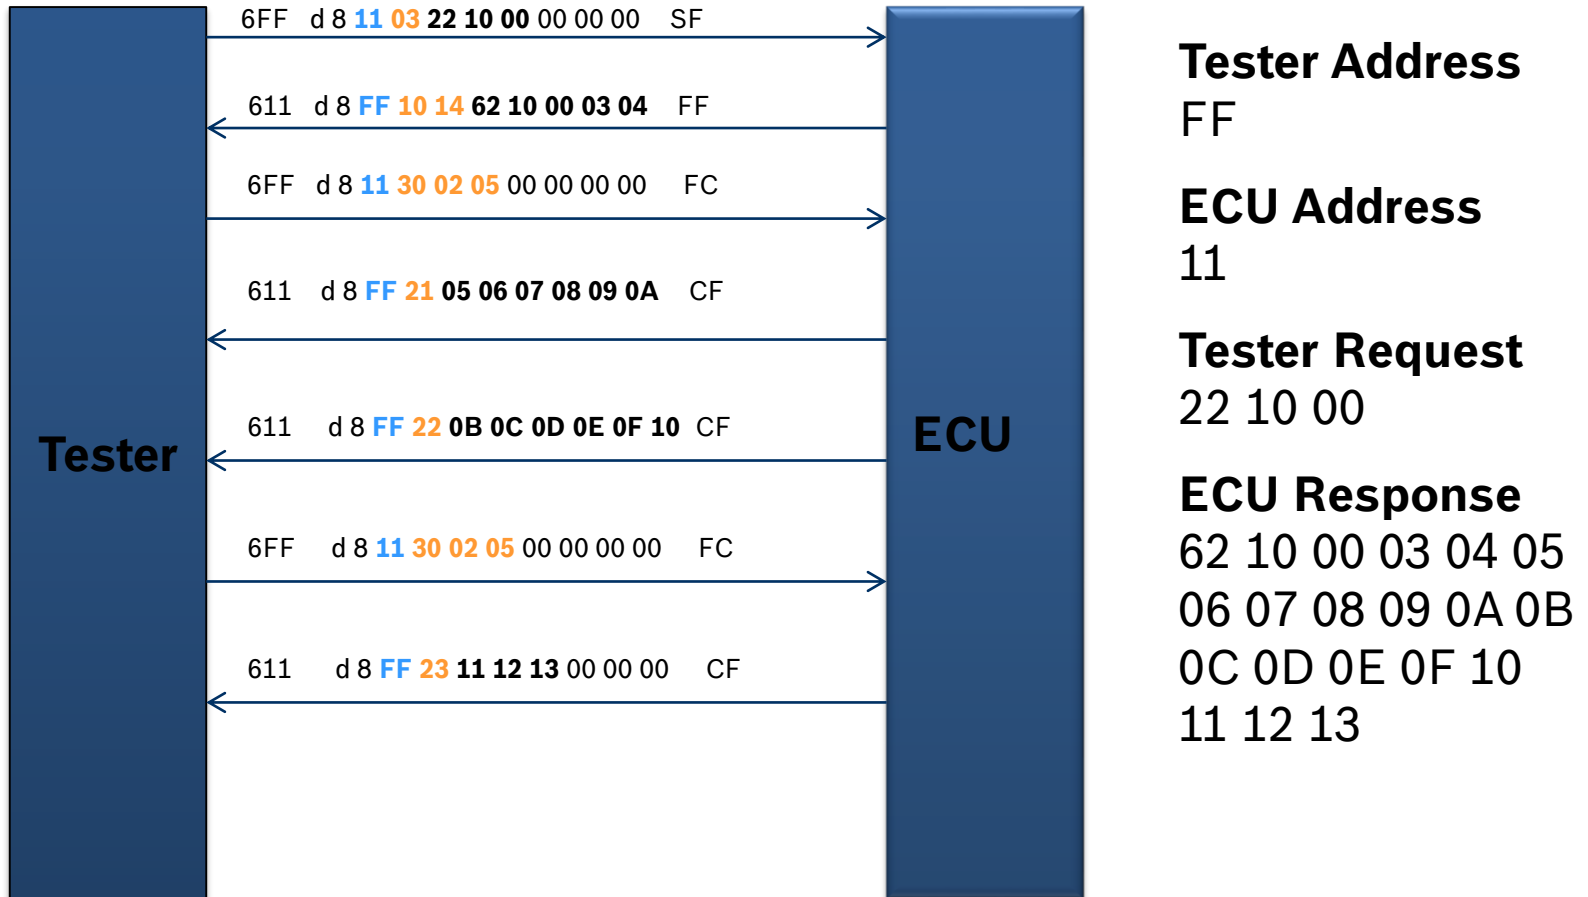 6FF d 8 11 03 22 10 00 00 00 00 SF
611 d 8 FF 10 14 62 10 00 03 04 FF
6FF d 8 11 30 02 05 00 00 00 00 FC
611 d 8 FF 21 05 06 07 08 09 0A CF
611 d 8 FF 22 0B 0C 0D 0E 0F 10 CF
6FF d 8 11 30 02 05 00 00 00 00 FC
611 d 8 FF 23 11 12 13 00 00 00 CF
Tester
ECU
Tester Address
FF
ECU Address
11
Tester Request
22 10 00
ECU Response
62 10 00 03 04 05
06 07 08 09 0A 0B
0C 0D 0E 0F 10
11 12 13